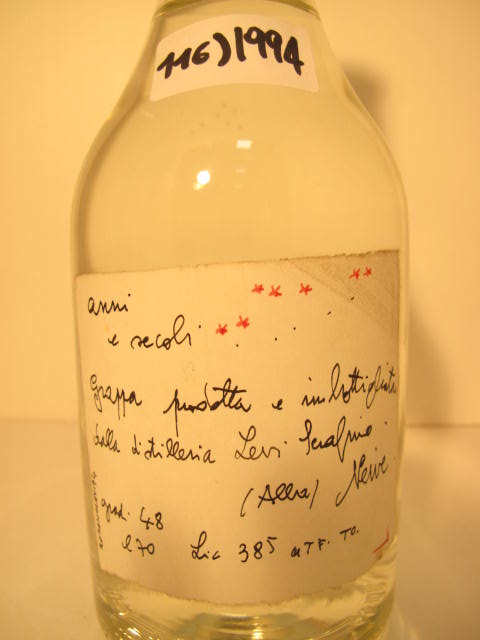 116) 1994
anni
e secoli
Grappa prodotta e imbottigliata
dalla distilleria Levi Serafino.
(Alba) Neive.
gradi 48
l 70 Lic 385 UTF. TO.